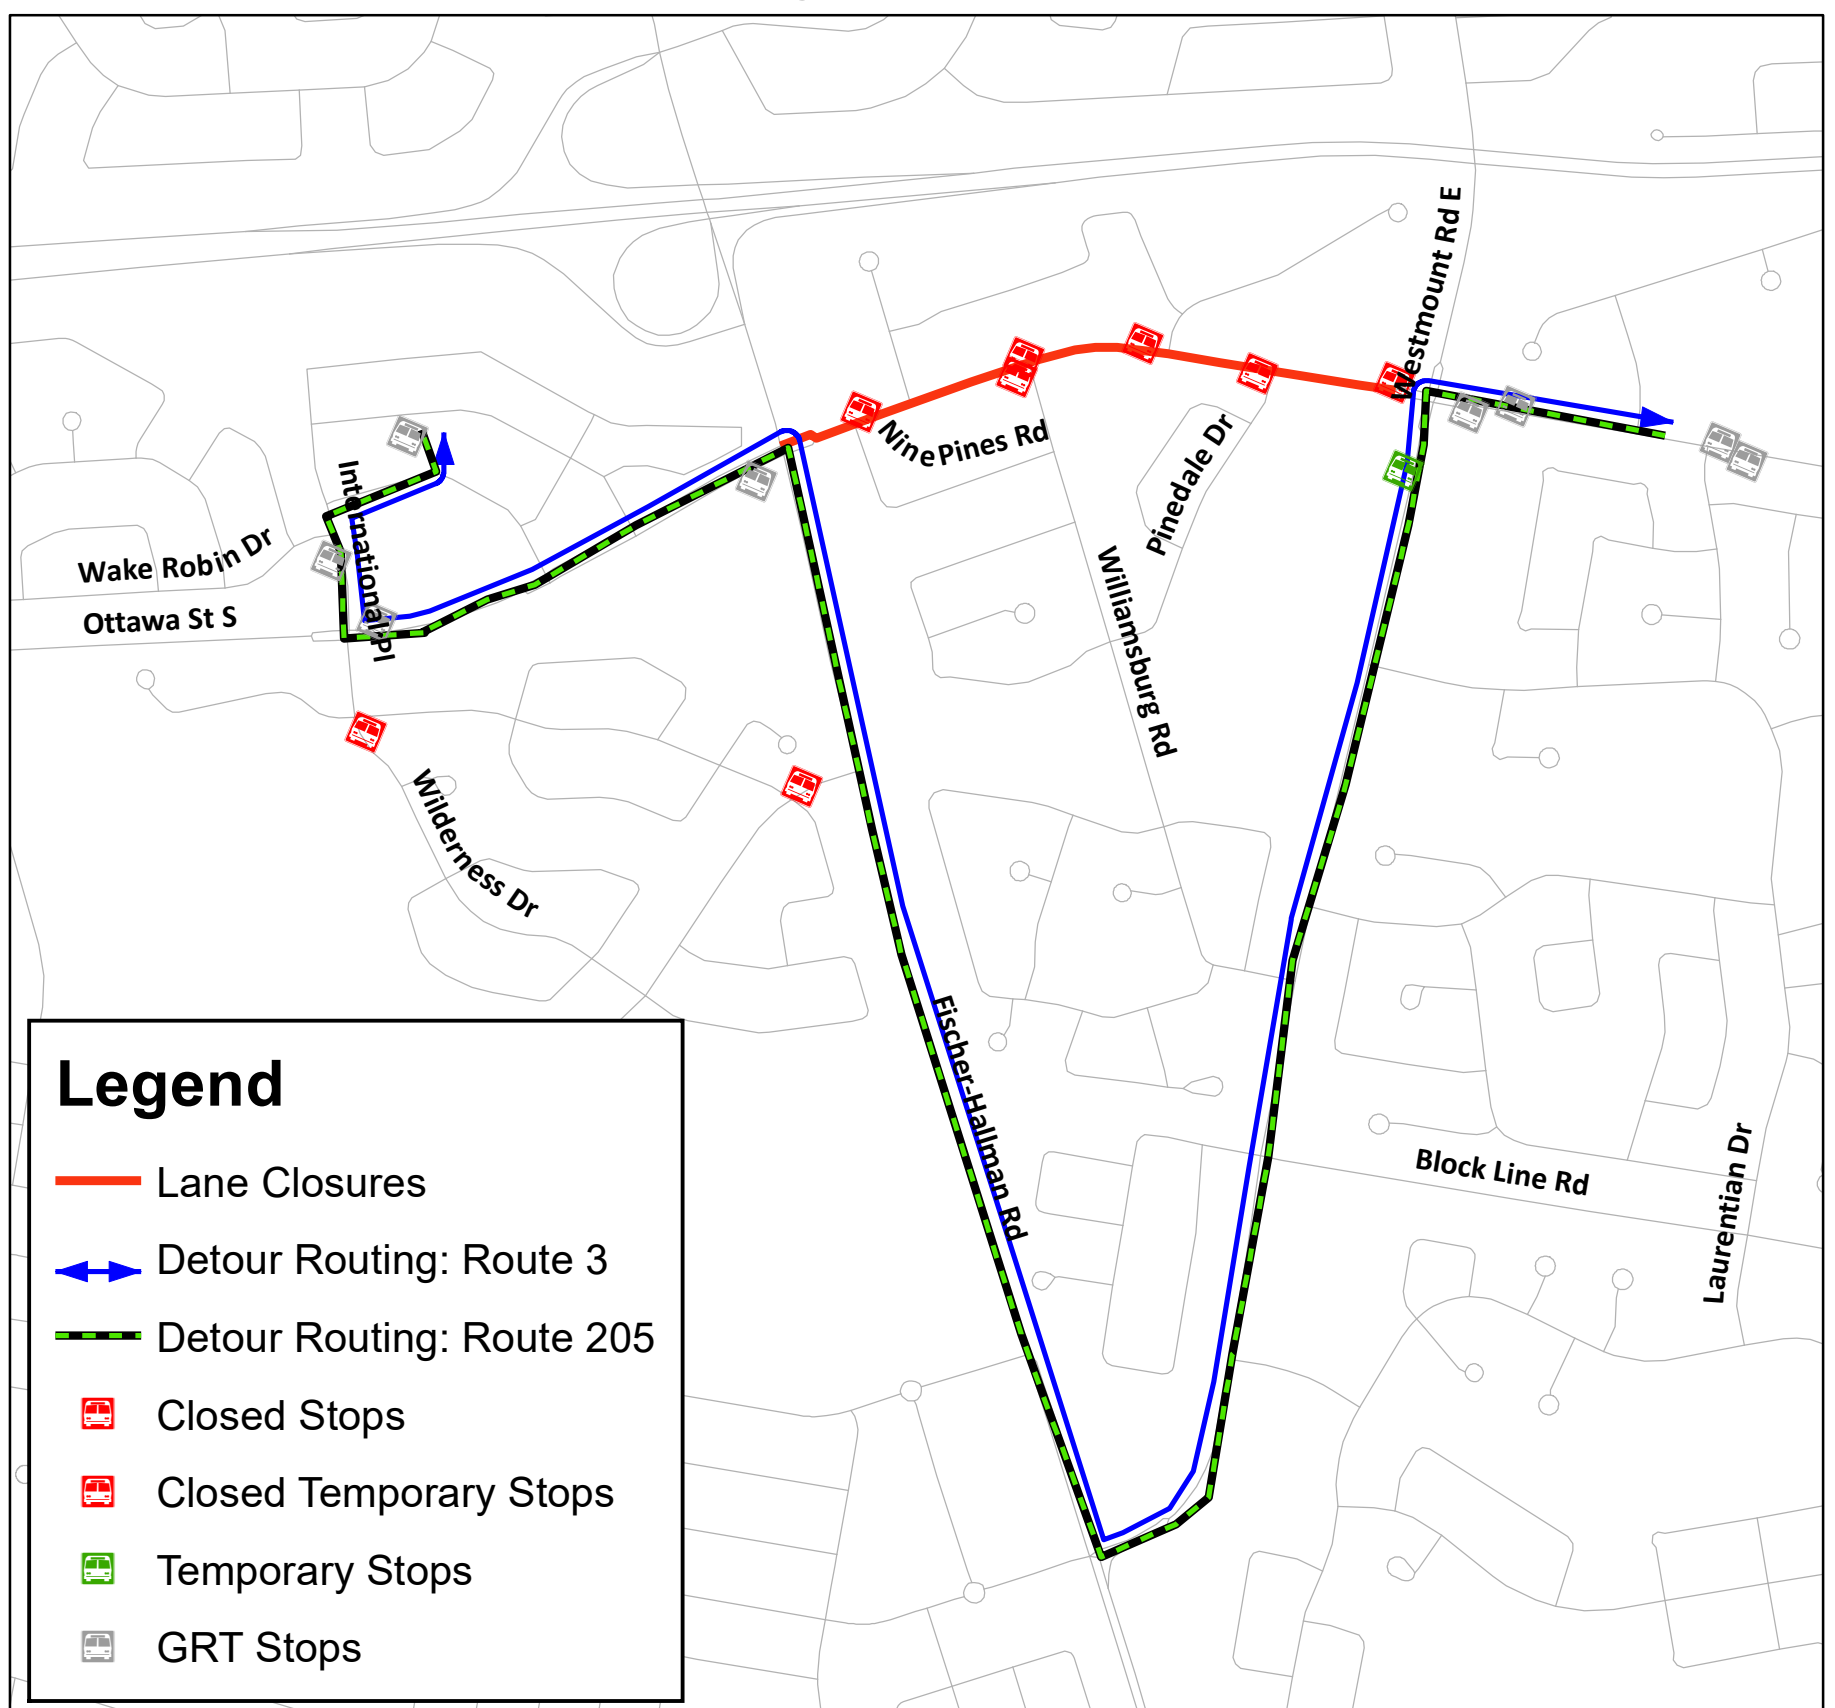 Westmount Rd E
Nine Pines Rd
Pinedale Dr
International Pl
Wake Robin Dr
Ottawa St S
Williamsburg Rd
Wilderness Dr
Fischer-Hallman Rd
Block Line Rd
Laurentian Dr
Legend
Lane Closures
Detour Routing: Route 3
Detour Routing: Route 205
Closed Stops
Closed Temporary Stops
Temporary Stops
GRT Stops